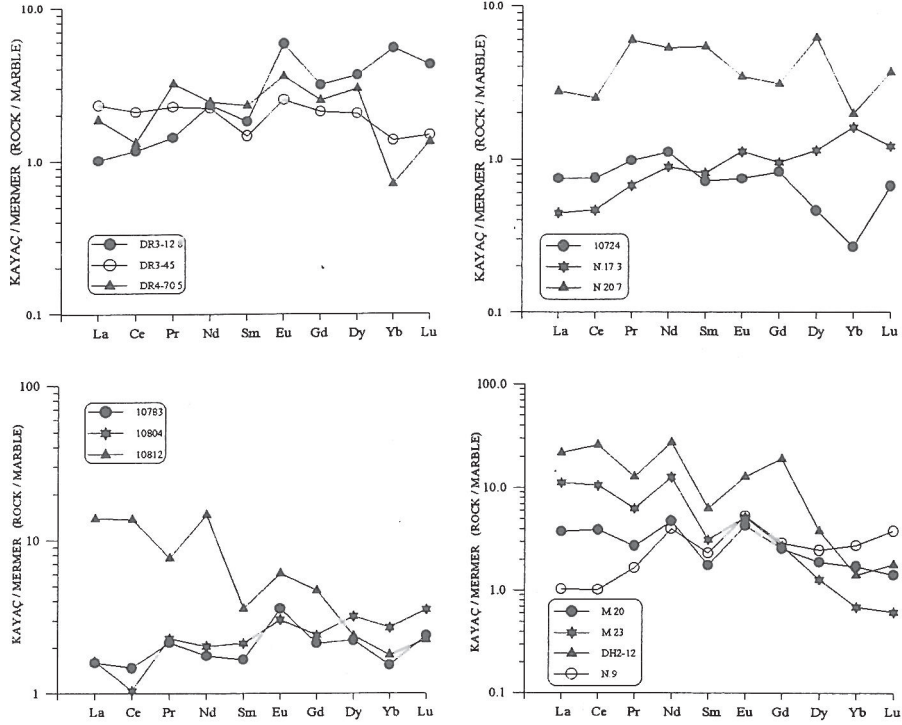 KAYAÇ / MERMER (ROCK / MARBLE)
10.0
1.0
0.1
DR3-12 8
DR3-45
DR4-70 5
La Ce Pr Nd Sm Eu Gd Dy Yb Lu
KAYAÇ / MERMER (ROCK / MARBLE)
10.0
1.0
0.1
10724
N 17 3
N 20 7
La Ce Pr Nd Sm Eu Gd Dy Yb Lu
KAYAÇ / MERMER (ROCK / MARBLE)
100
10
1
10783
10804
10812
La Ce Pr Nd Sm Eu Gd Dy Yb Lu
KAYAÇ / MERMER (ROCK / MARBLE)
100.0
10.0
1.0
0.1
M 20
M 23
DH2-12
N 9
La Ce Pr Nd Sm Eu Gd Dy Yb Lu